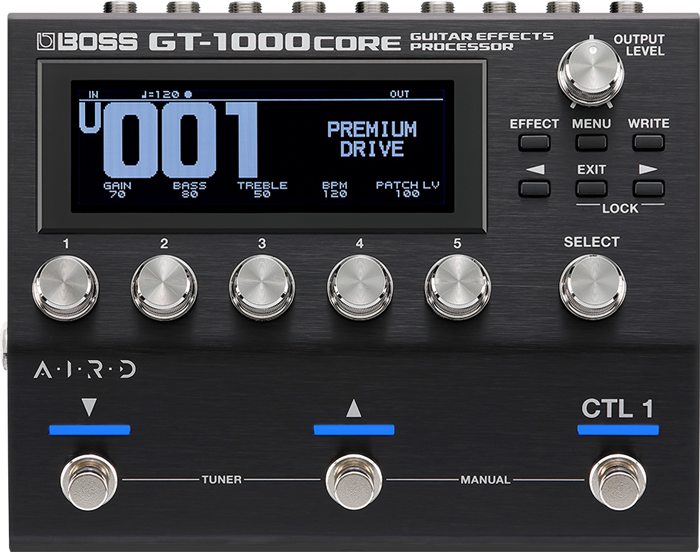 BOSS GT-1000CORE GUITAR EFFECTS PROCESSOR
OUTPUT LEVEL
IN ♩=120 OUT
U001
PREMIUM DRIVE
GAIN BASS TREBLE BPM PATCH LV
70 80 50 120 100
EFFECT MENU WRITE
◄ EXIT ►
LOCK
1 2 3 4 5 SELECT
A·I·R·D
▼ ▲ CTL 1
TUNER MANUAL